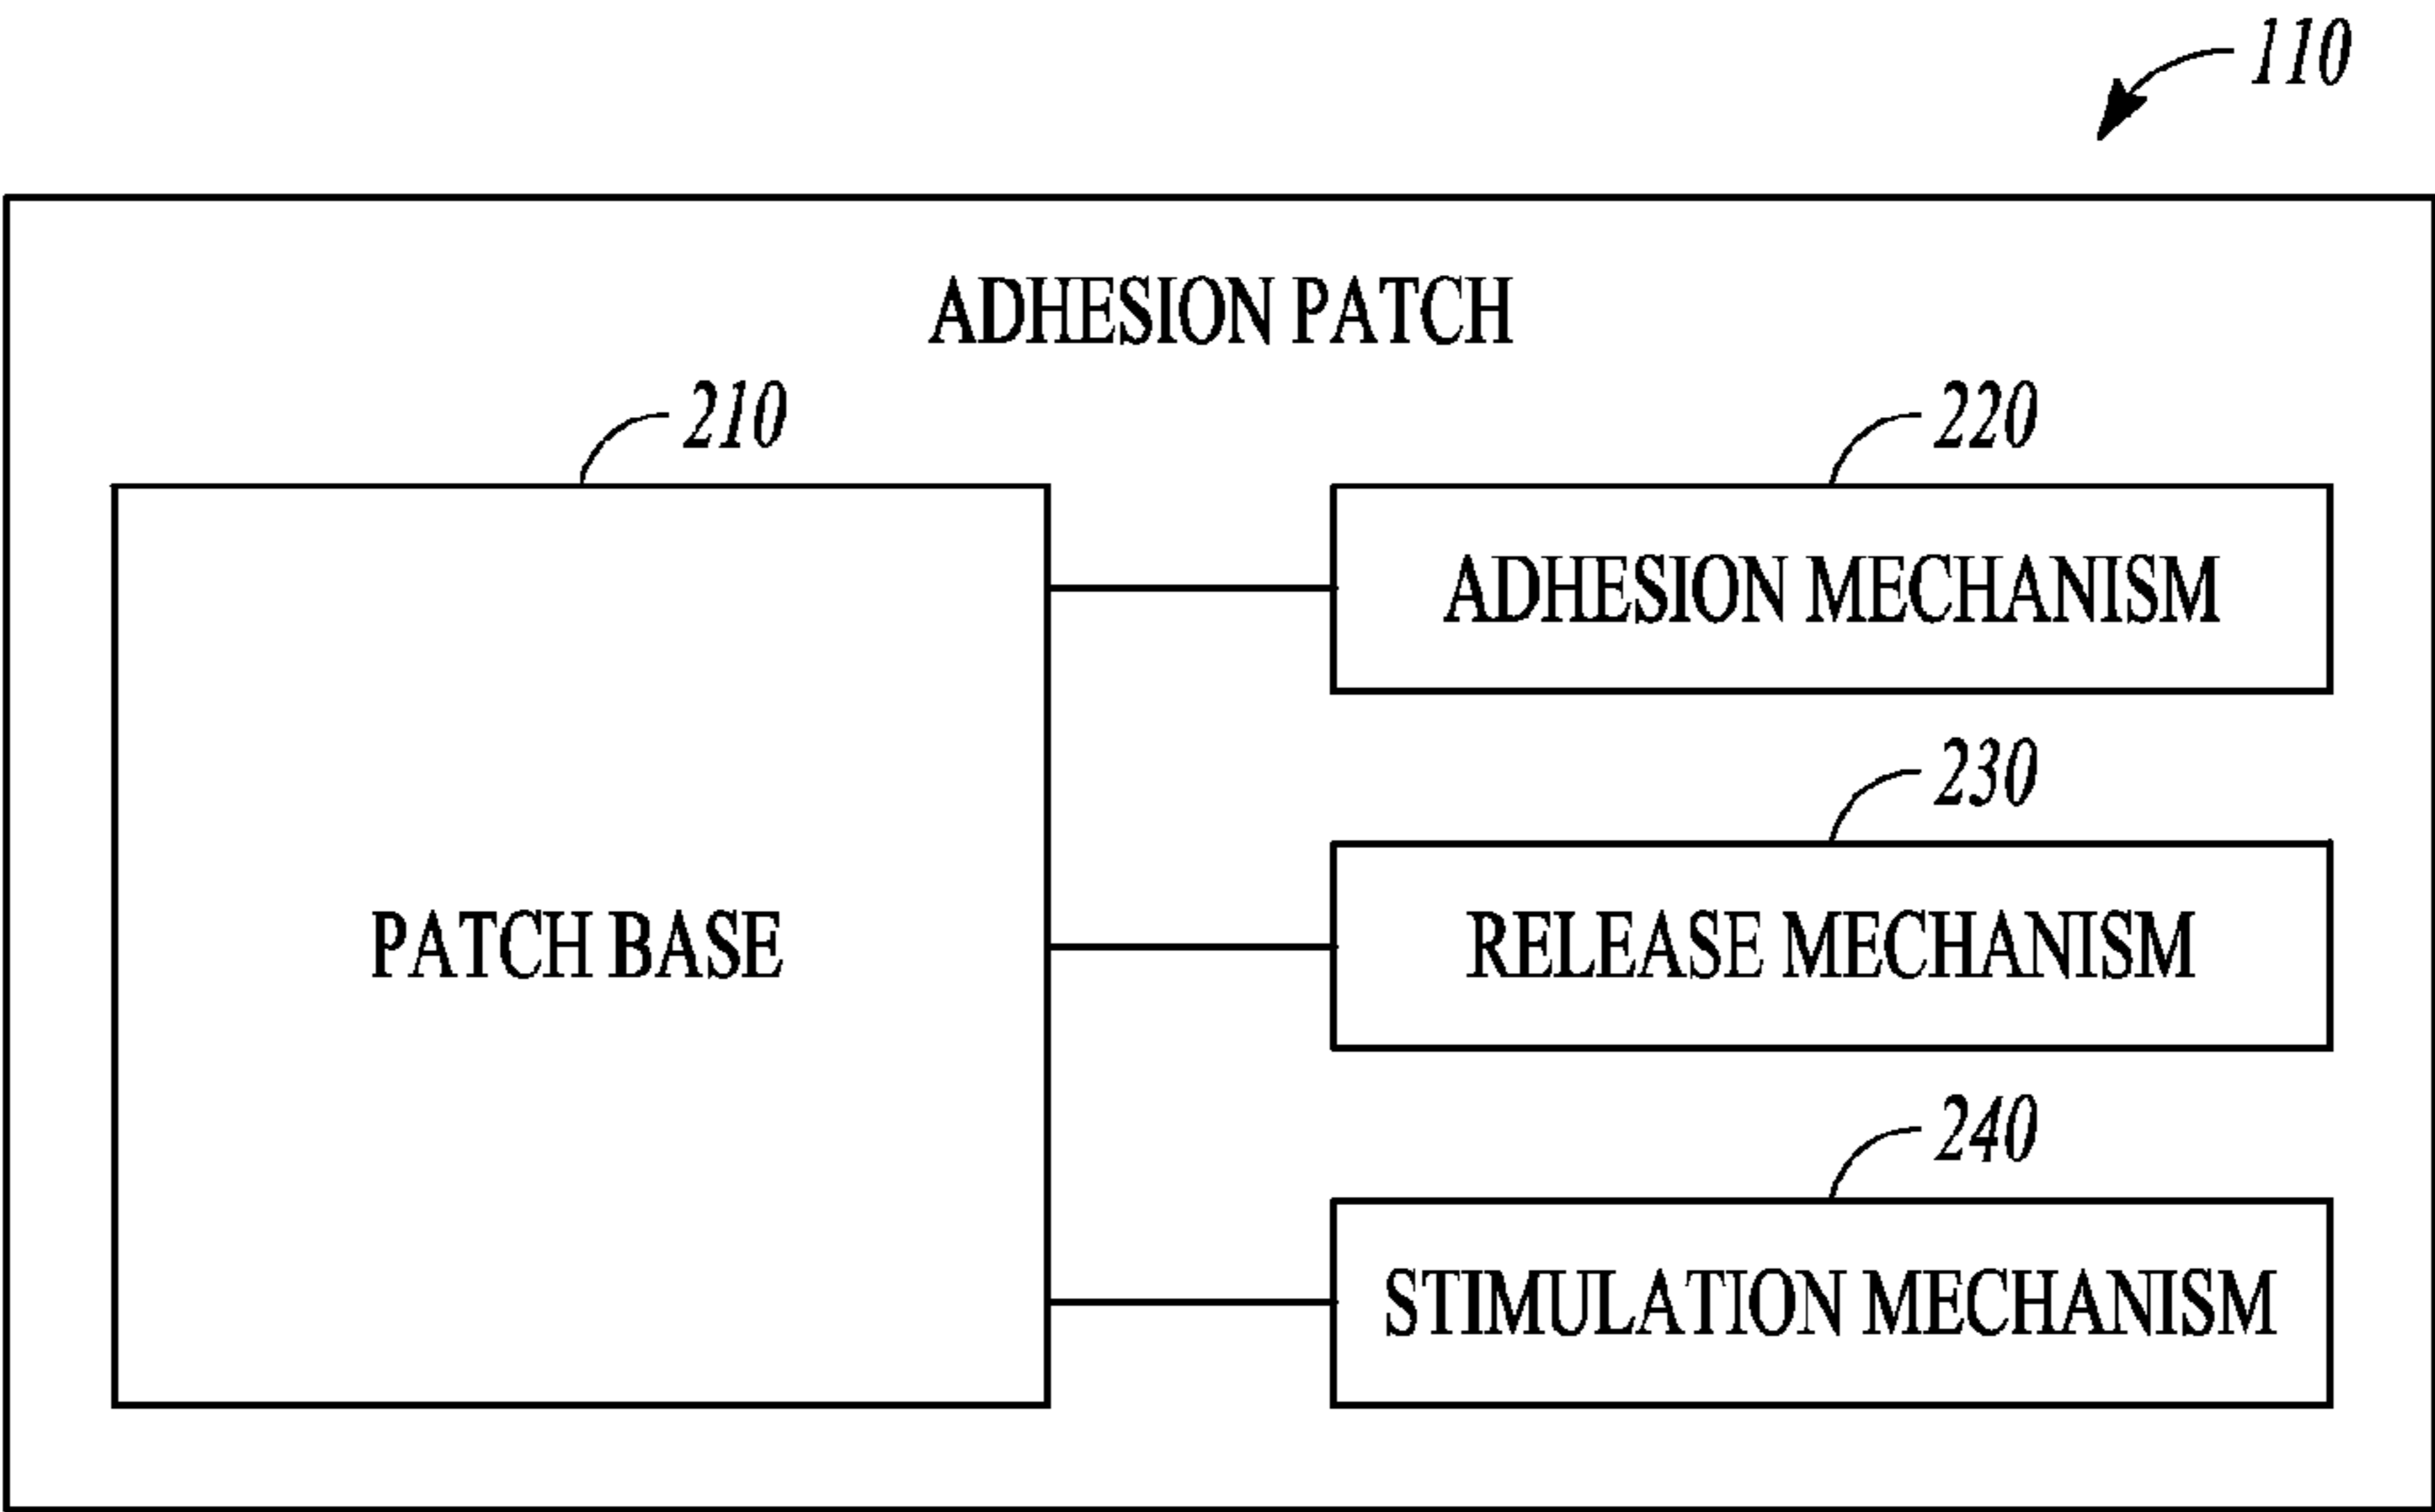 110
ADHESION PATCH
210
220
ADHESION MECHANISM
230
PATCH BASE
RELEASE MECHANISM
240
STIMULATION MECHANISM